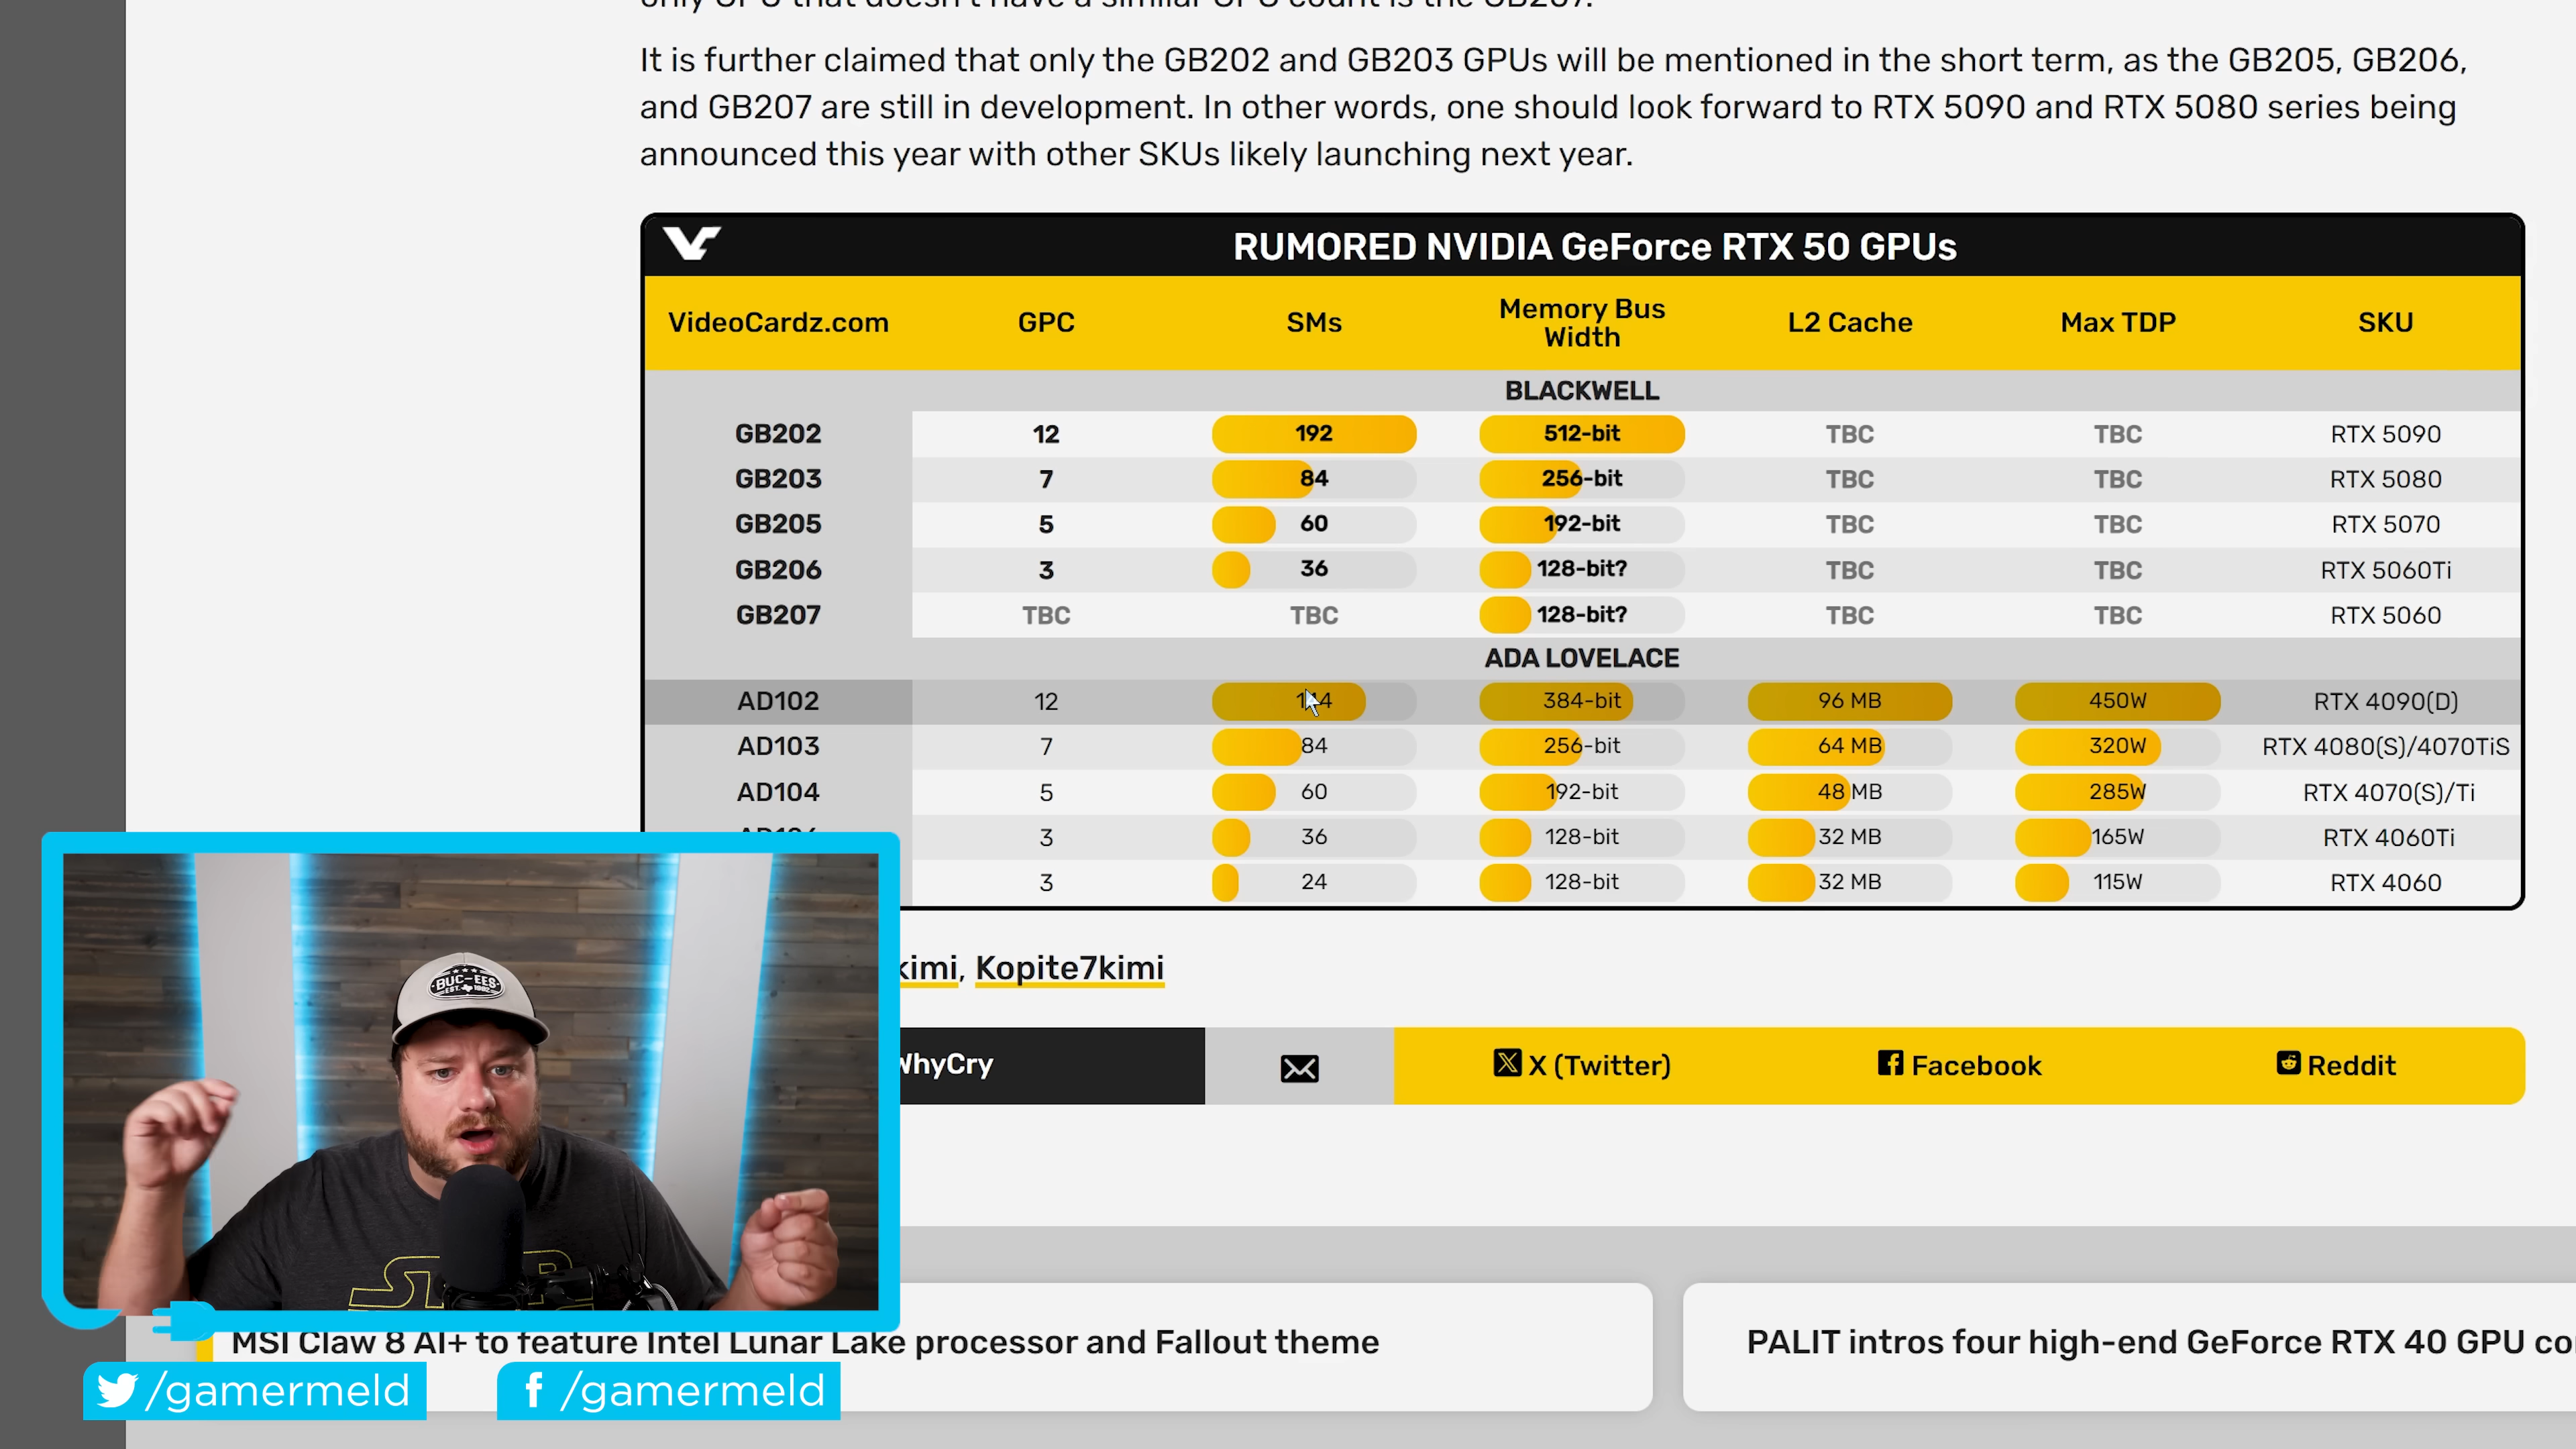 It is further claimed that only the GB202 and GB203 GPUs will be mentioned in the short term, as the GB205, GB206,
and GB207 are still in development. In other words, one should look forward to RTX 5090 and RTX 5080 series being
announced this year with other SKUs likely launching next year.
RUMORED NVIDIA GeForce RTX 50 GPUs
VideoCardz.com GPC SMs Memory Bus Width L2 Cache Max TDP SKU
BLACKWELL
GB202 12 192 512-bit TBC TBC RTX 5090
GB203 7 84 256-bit TBC TBC RTX 5080
GB205 5 60 192-bit TBC TBC RTX 5070
GB206 3 36 128-bit? TBC TBC RTX 5060Ti
GB207 TBC TBC 128-bit? TBC TBC RTX 5060
ADA LOVELACE
AD102 12 384-bit 96 MB 450W RTX 4090(D)
AD103 7 84 256-bit 64 MB 320W RTX 4080(S)/4070TiS
AD104 5 60 192-bit 48 MB 285W RTX 4070(S)/Ti
3 36 128-bit 32 MB 165W RTX 4060Ti
3 24 128-bit 32 MB 115W RTX 4060
kimi, Kopite7kimi
WhyCry X (Twitter) Facebook Reddit
BUC-EES
MSI Claw 8 AI+ to feature Intel Lunar Lake processor and Fallout theme
PALIT intros four high-end GeForce RTX 40 GPU
/gamermeld /gamermeld